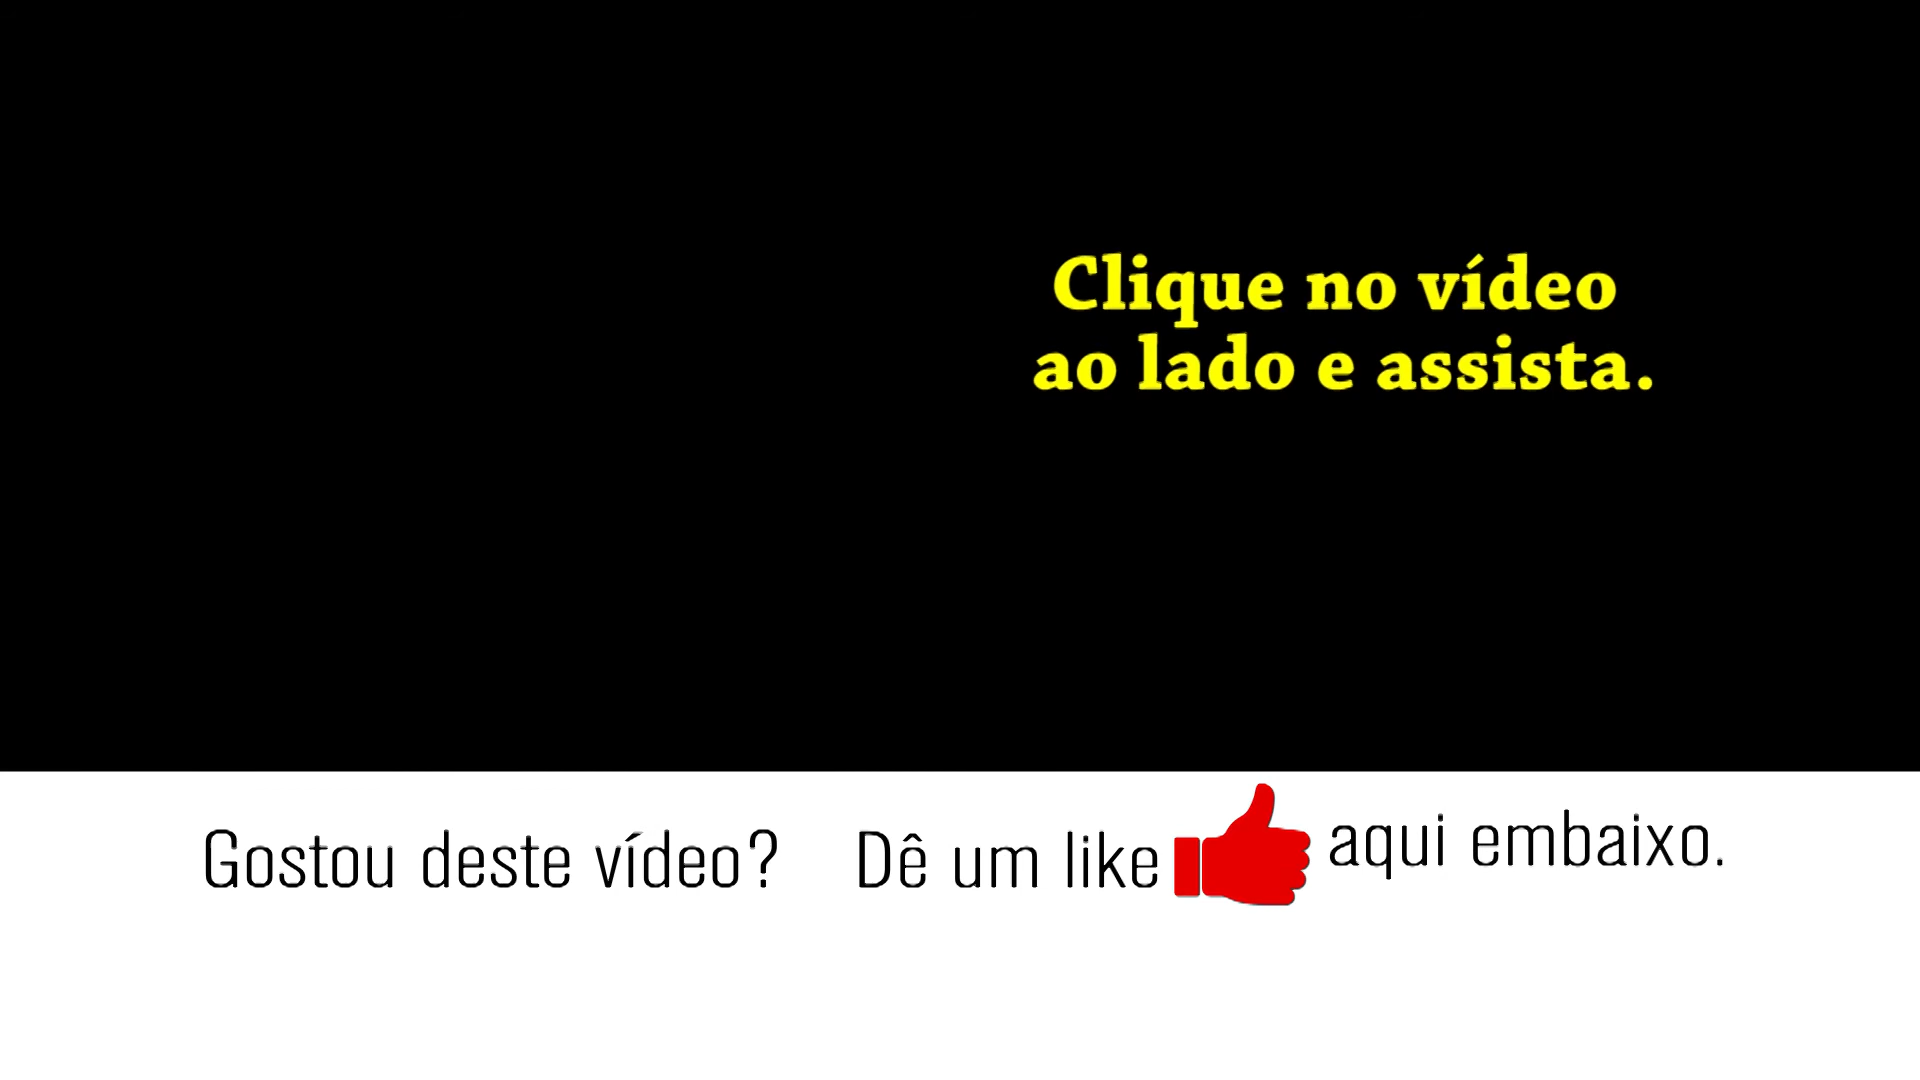 Clique no vídeo
ao lado e assista.
Gostou deste vídeo? Dê um like aqui embaixo.